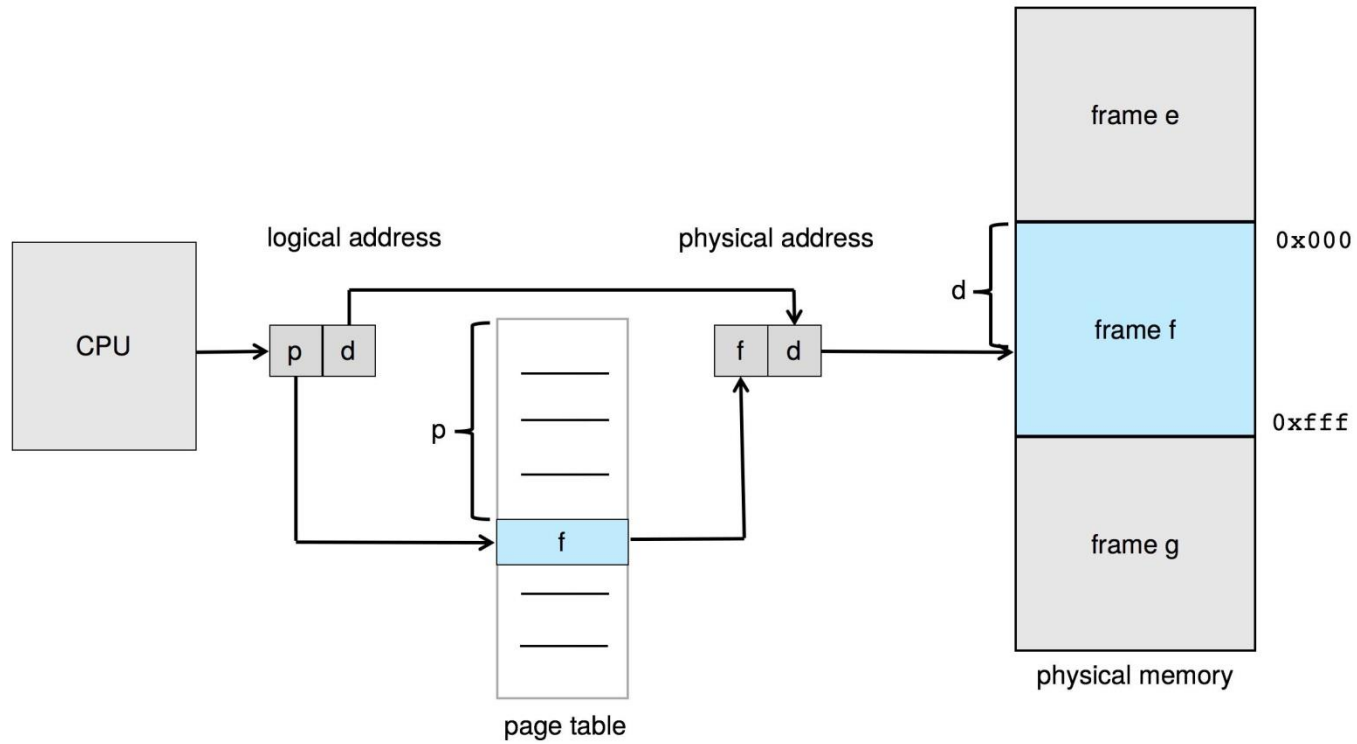 frame e
logical address
physical address
0x000
d
CPU
p
d
f
d
frame f
p
0xfff
f
frame g
physical memory
page table